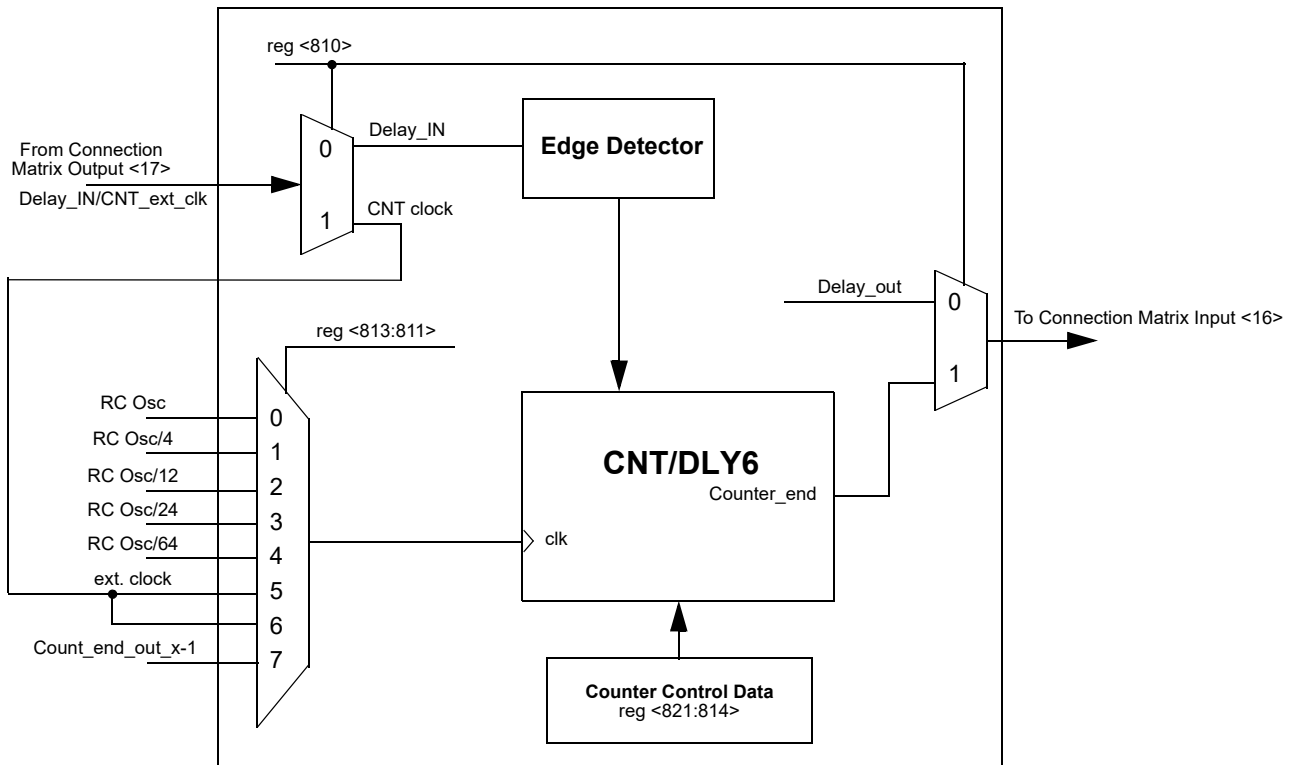 reg <810>
From Connection
Matrix Output <17>
Delay_IN/CNT_ext_clk
0
1
Delay_IN
CNT clock
Edge Detector
Delay_out
0
1
To Connection Matrix Input <16>
reg <813:811>
RC Osc
0
RC Osc/4
1
RC Osc/12
2
RC Osc/24
3
RC Osc/64
4
ext. clock
5
6
Count_end_out_x-1
7
CNT/DLY6
Counter_end
clk
Counter Control Data
reg <821:814>